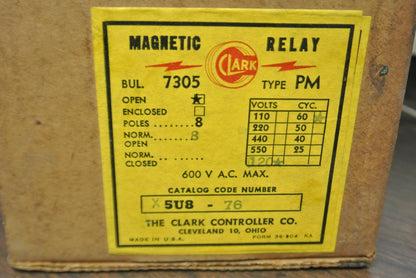 MAGNETIC CLARK RELAY
BUL. 7305 TYPE PM
OPEN
ENCLOSED
POLES 8
NORM. OPEN 8
NORM. CLOSED
VOLTS CYC.
110 60
220 50
440 40
550 25
120
600 V A.C. MAX.
CATALOG CODE NUMBER
X 5U8 - 76
THE CLARK CONTROLLER CO.
CLEVELAND 10, OHIO
MADE IN U.S.A. FORM